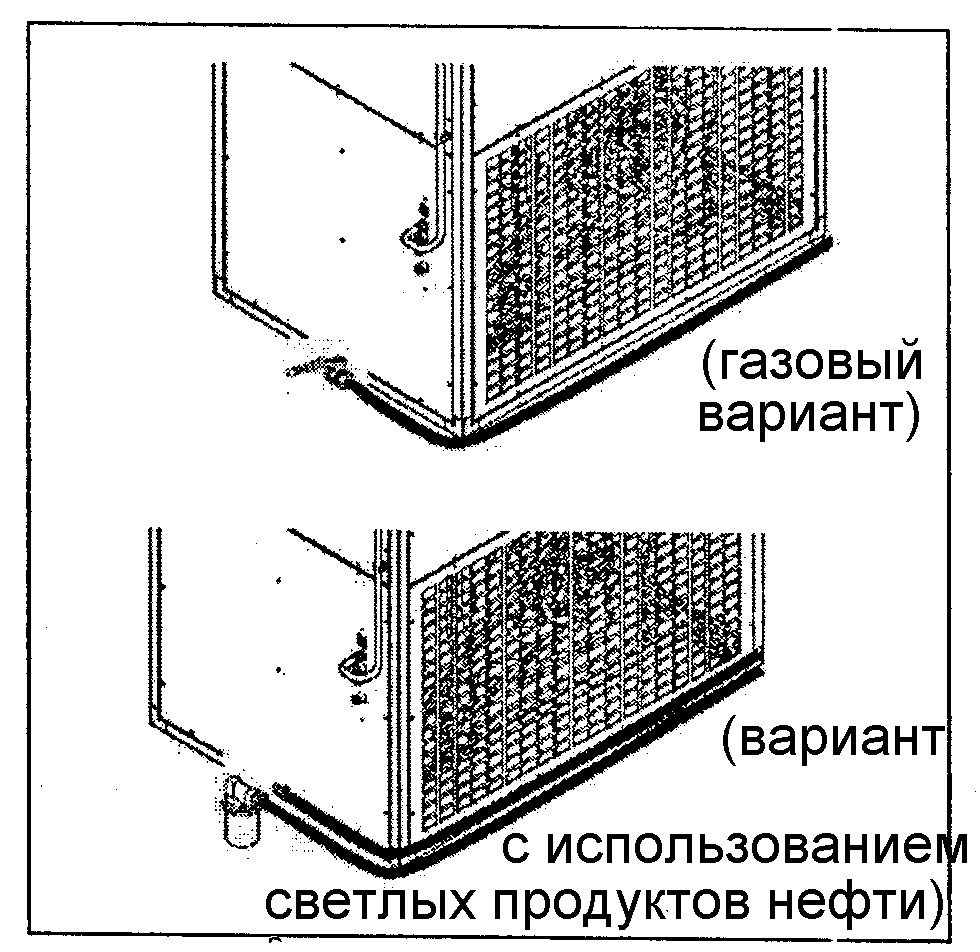 (газовый
вариант)
(вариант
с использованием
светлых продуктов нефти)